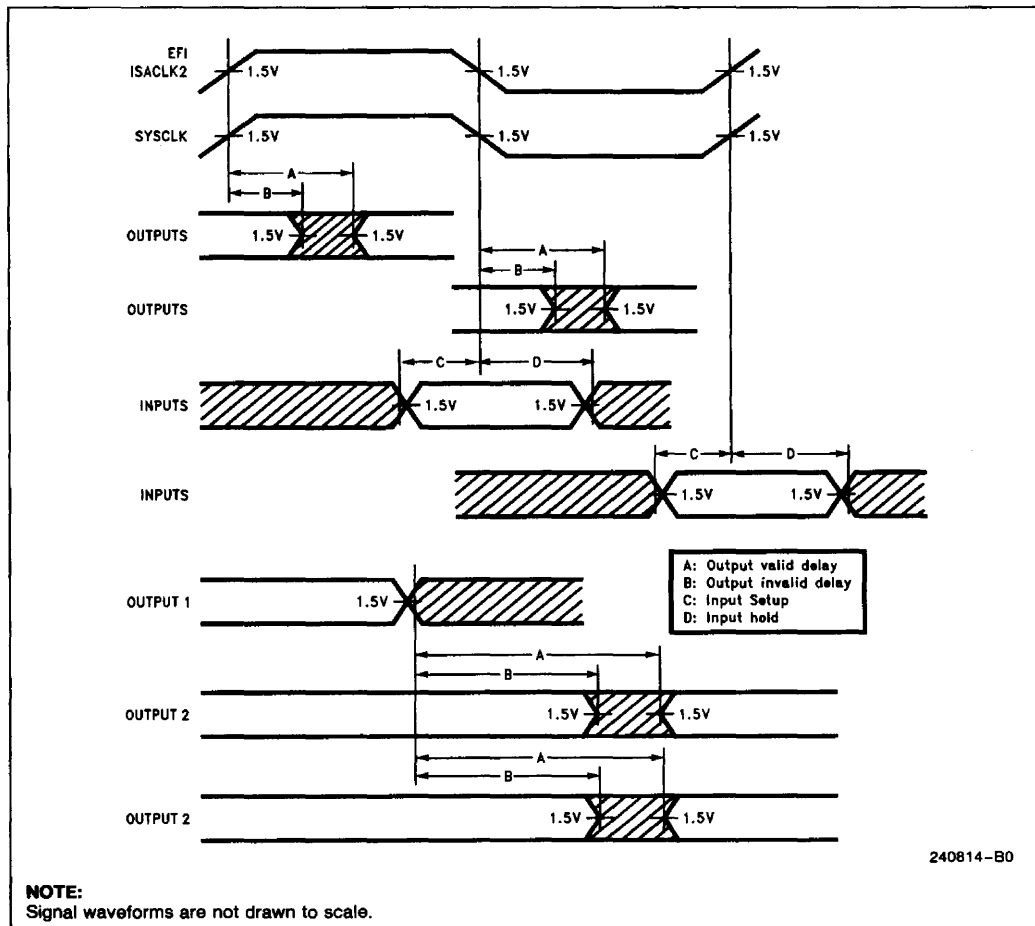 EFI
ISACLK2
1.5V 1.5V 1.5V
SYSCLK
1.5V 1.5V 1.5V
A
B
OUTPUTS
1.5V 1.5V
A
B
OUTPUTS
1.5V 1.5V
C D
INPUTS
1.5V 1.5V
C D
INPUTS
1.5V 1.5V
A: Output valid delay
B: Output invalid delay
C: Input Setup
D: Input hold
OUTPUT 1
1.5V
A
B
OUTPUT 2
1.5V 1.5V
A
B
OUTPUT 2
1.5V 1.5V
240814-B0
NOTE:
Signal waveforms are not drawn to scale.